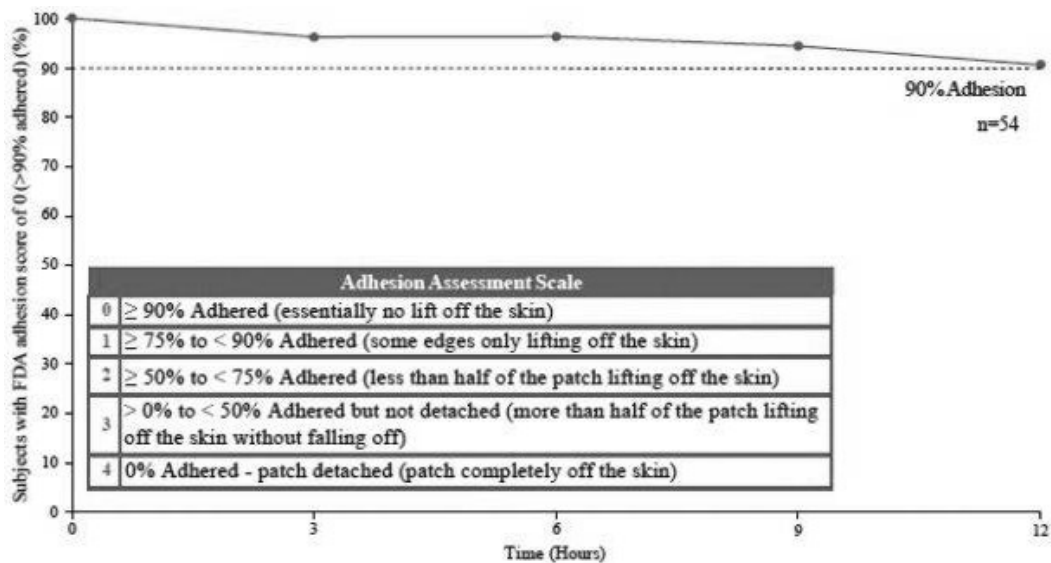 Subjects with FDA adhesion score of 0 (>90% adhered) (%)
100
90
80
70
60
50
40
30
20
10
0
90% Adhesion
n=54
Adhesion Assessment Scale
0 ≥ 90% Adhered (essentially no lift off the skin)
1 ≥ 75% to < 90% Adhered (some edges only lifting off the skin)
2 ≥ 50% to < 75% Adhered (less than half of the patch lifting off the skin)
3 > 0% to < 50% Adhered but not detached (more than half of the patch lifting
off the skin without falling off)
4 0% Adhered - patch detached (patch completely off the skin)
0 3 6 9 12
Time (Hours)